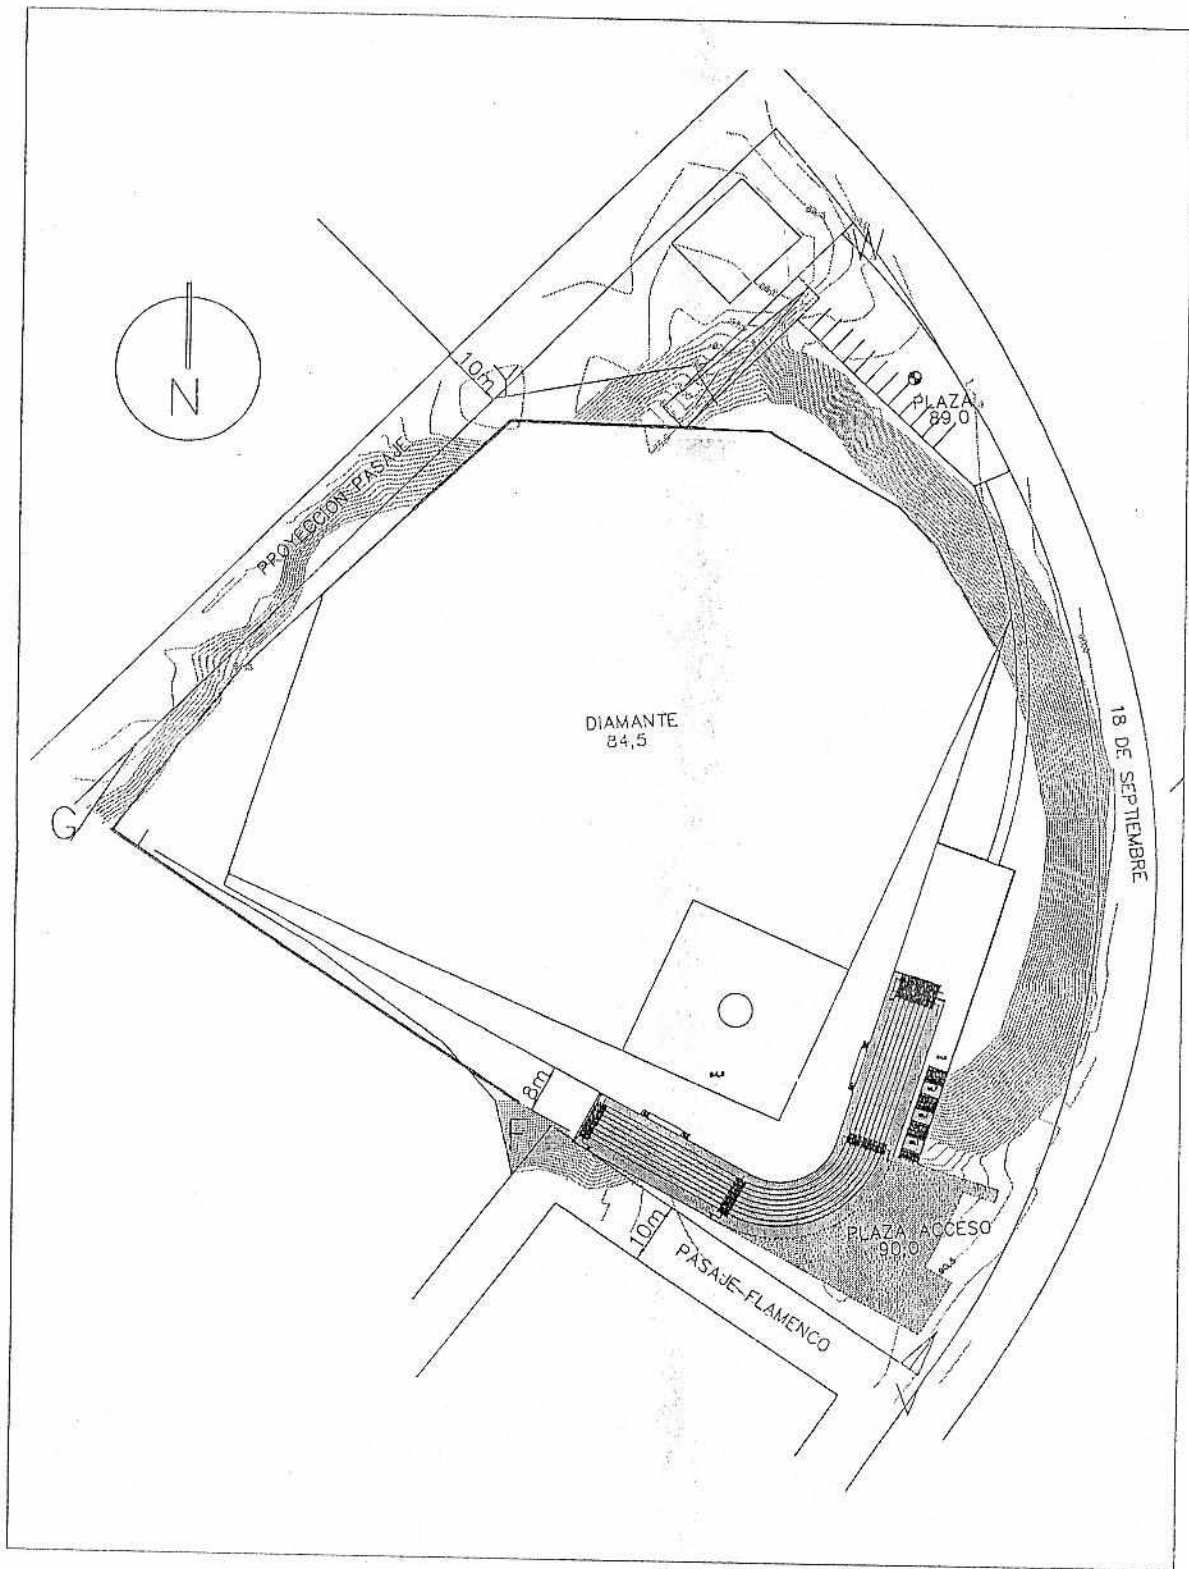 W
10m
N
PLAZA
89,0
PROYECCION PASAJE
DIAMANTE
84,5
18 DE SEPTIEMBRE
G
8m
F
PLAZA ACCESO
90,0
10m
PASAJE FLAMENCO
V